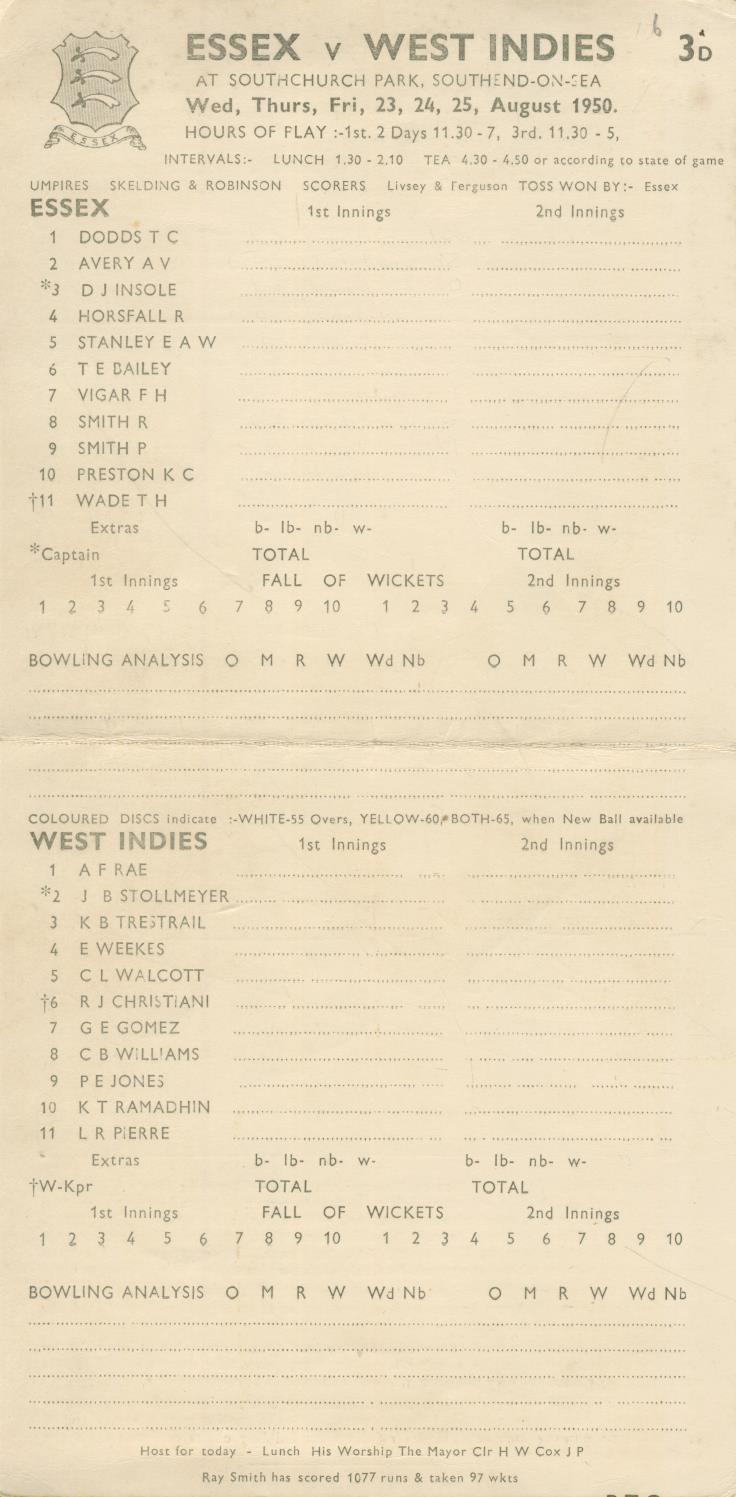 ESSEX v WEST INDIES 6 3D
AT SOUTHCHURCH PARK, SOUTHEND-ON-SEA
Wed, Thurs, Fri, 23, 24, 25, August 1950.
HOURS OF PLAY :-1st. 2 Days 11.30 - 7, 3rd. 11.30 - 5,
INTERVALS:- LUNCH 1.30 - 2.10 TEA 4.30 - 4.50 or according to state of game
UMPIRES SKELDING & ROBINSON SCORERS Livsey & Ferguson TOSS WON BY:- Essex
ESSEX
ESSEX 1st Innings 2nd Innings
1 DODDS T C
2 AVERY A V
*3 D J INSOLE
4 HORSFALL R
5 STANLEY E A W
6 T E BAILEY
7 VIGAR F H
8 SMITH R
9 SMITH P
10 PRESTON K C
†11 WADE T H
Extras b- lb- nb- w- b- lb- nb- w-
*Captain TOTAL TOTAL
1st Innings FALL OF WICKETS 2nd Innings
1 2 3 4 5 6 7 8 9 10 1 2 3 4 5 6 7 8 9 10
BOWLING ANALYSIS O M R W Wd Nb O M R W Wd Nb
COLOURED DISCS indicate :-WHITE-55 Overs, YELLOW-60, BOTH-65, when New Ball available
WEST INDIES 1st Innings 2nd Innings
1 A F RAE
*2 J B STOLLMEYER
3 K B TRESTRAIL
4 E WEEKES
5 C L WALCOTT
†6 R J CHRISTIANI
7 G E GOMEZ
8 C B WILLIAMS
9 P E JONES
10 K T RAMADHIN
11 L R PIERRE
Extras b- lb- nb- w- b- lb- nb- w-
†W-Kpr TOTAL TOTAL
1st Innings FALL OF WICKETS 2nd Innings
1 2 3 4 5 6 7 8 9 10 1 2 3 4 5 6 7 8 9 10
BOWLING ANALYSIS O M R W Wd Nb O M R W Wd Nb
Host for today - Lunch His Worship The Mayor Clr H W Cox J P
Ray Smith has scored 1077 runs & taken 97 wkts